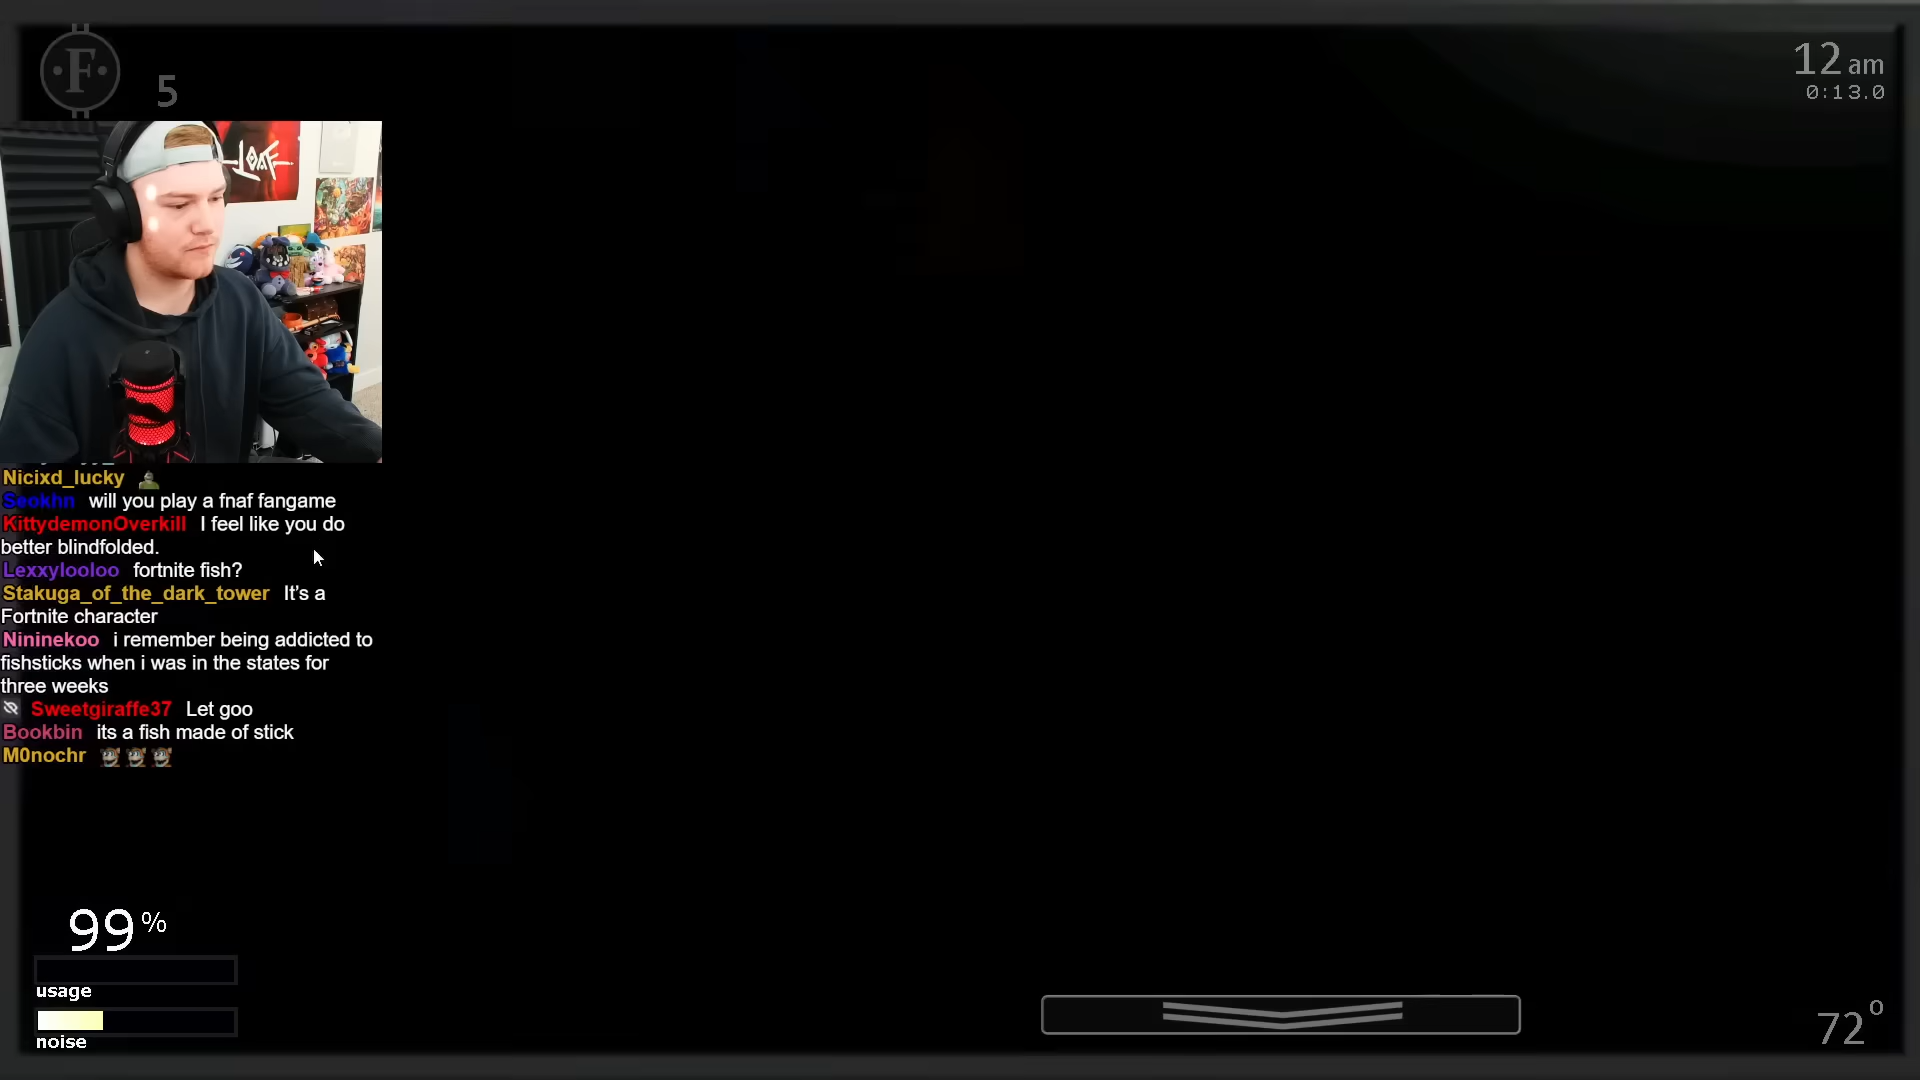 F
5
12 am
0:13.0
LOAF
Nicixd_lucky
Seokhn will you play a fnaf fangame
KittydemonOverkill I feel like you do
better blindfolded.
Lexxylooloo fortnite fish?
Stakuga_of_the_dark_tower It's a
Fortnite character
Nininekoo i remember being addicted to
fishsticks when i was in the states for
three weeks
Sweetgiraffe37 Let goo
Bookbin its a fish made of stick
M0nochr
99%
usage
noise
72°